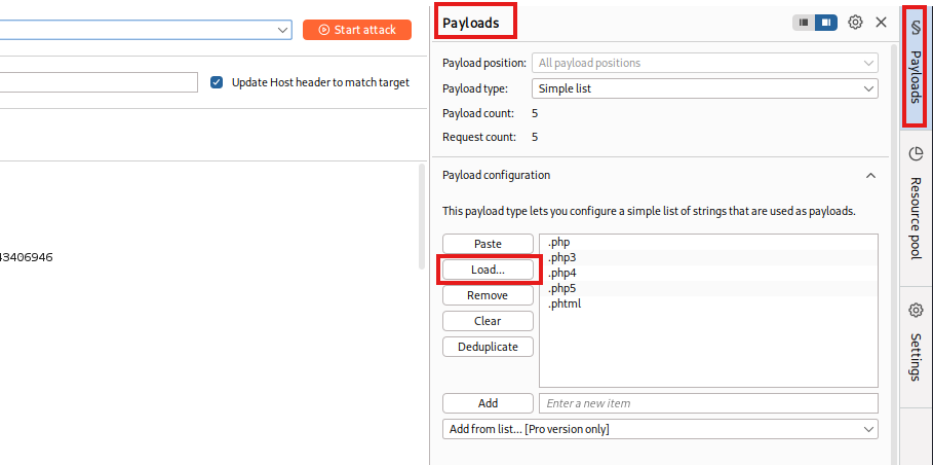 Start attack
Update Host header to match target
43406946
Payloads
Payload position: All payload positions
Payload type: Simple list
Payload count: 5
Request count: 5
Payload configuration
This payload type lets you configure a simple list of strings that are used as payloads.
Paste
Load...
Remove
Clear
Deduplicate
.php
.php3
.php4
.php5
.phtml
Add Enter a new item
Add from list... [Pro version only]
§ Payloads
Resource pool
Settings